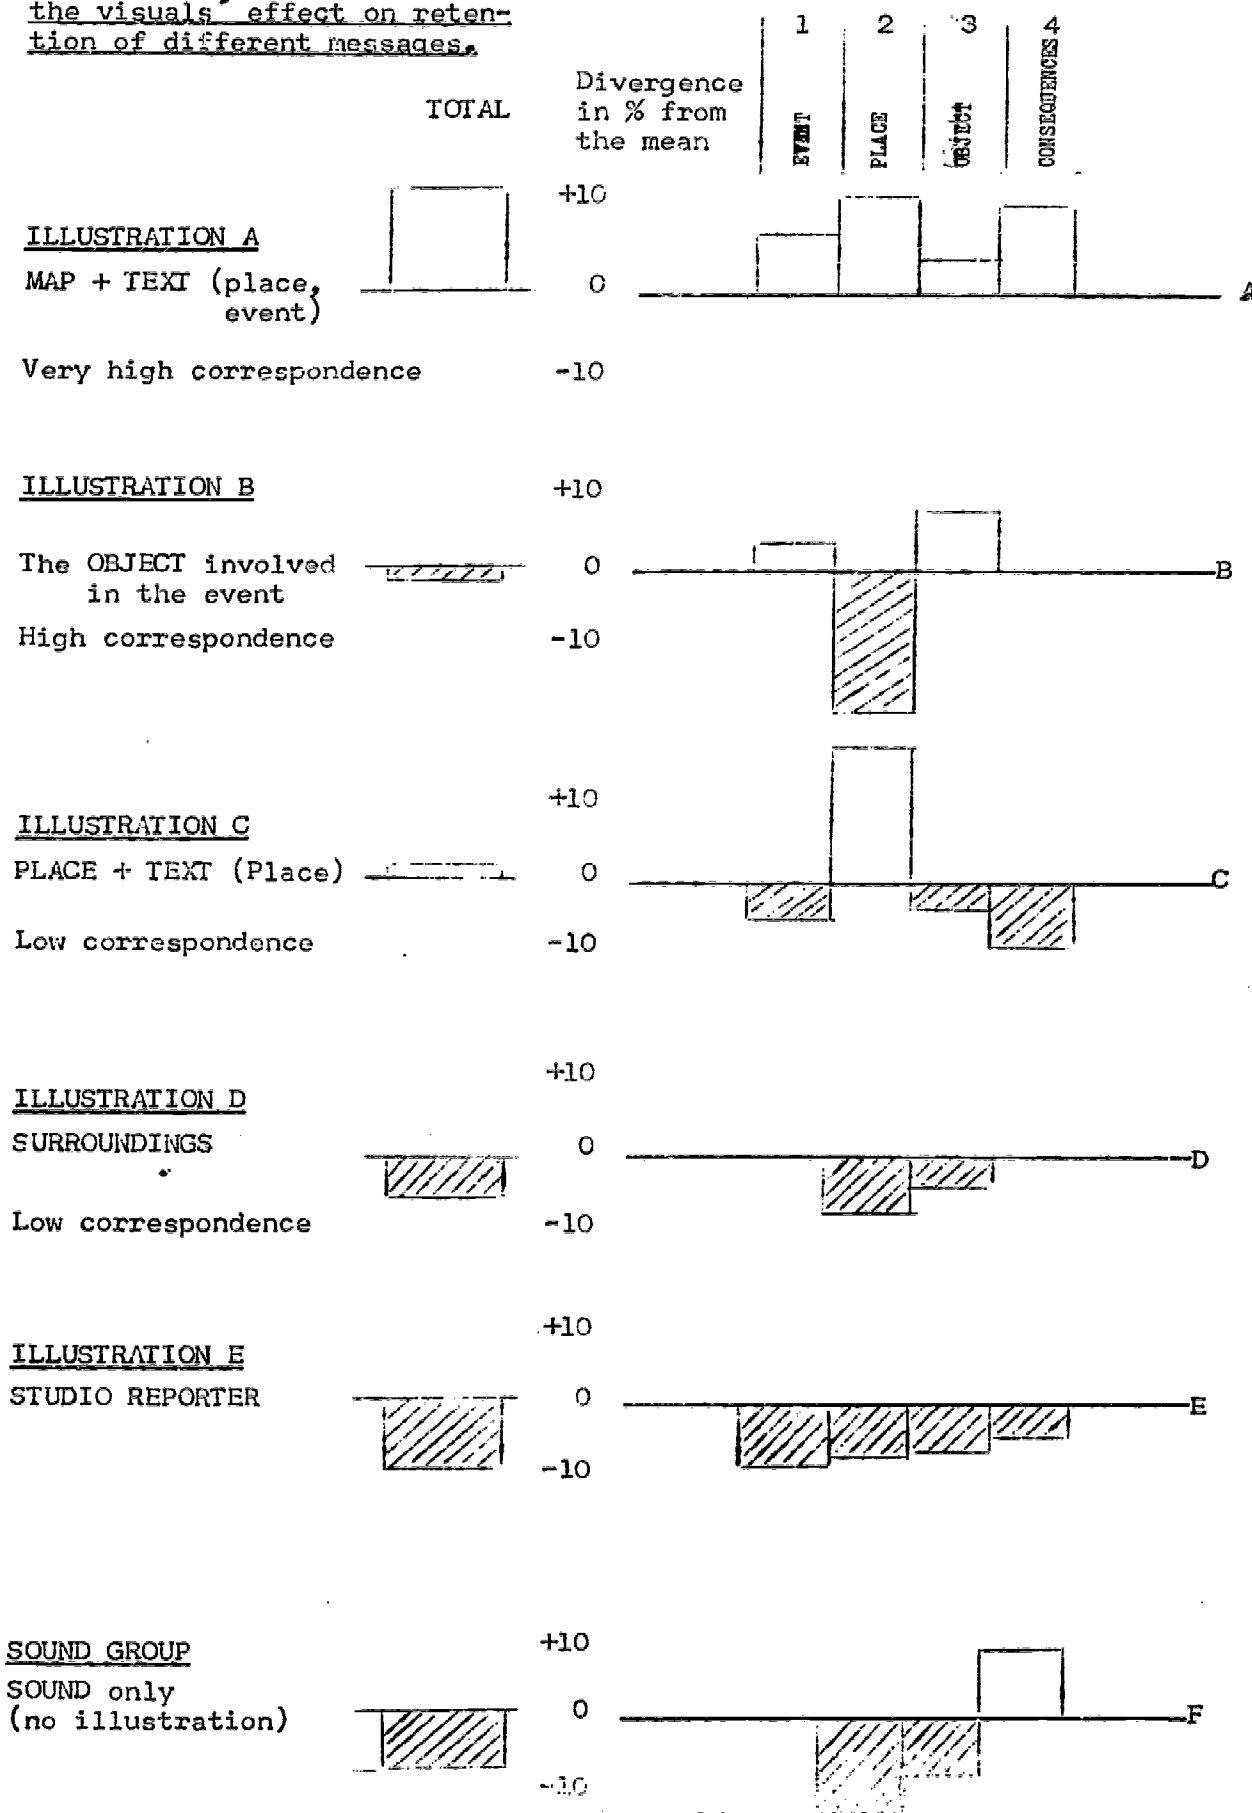 the visuals' effect on reten-
tion of different messages.
TOTAL
Divergence
in % from
the mean
1 2 3 4
EVENT PLACE OBJECT CONSEQUENCES
+10
ILLUSTRATION A
MAP + TEXT (place,
event)
0
A
Very high correspondence
-10
ILLUSTRATION B
+10
The OBJECT involved
in the event
0
B
High correspondence
-10
+10
ILLUSTRATION C
PLACE + TEXT (Place)
0
C
Low correspondence
-10
+10
ILLUSTRATION D
SURROUNDINGS
0
D
Low correspondence
-10
+10
ILLUSTRATION E
STUDIO REPORTER
0
E
-10
+10
SOUND GROUP
SOUND only
(no illustration)
0
F
-10